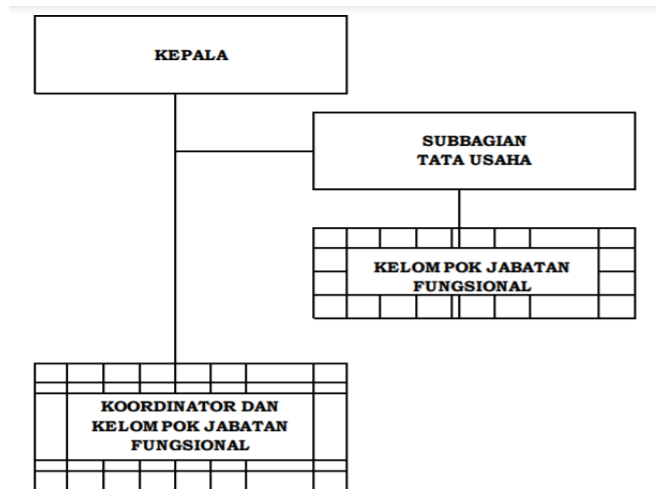 KEPALA
SUBBAGIAN
TATA USAHA
KELOM POK JABATAN
FUNGSIONAL
KOORDINATOR DAN
KELOM POK JABATAN
FUNGSIONAL